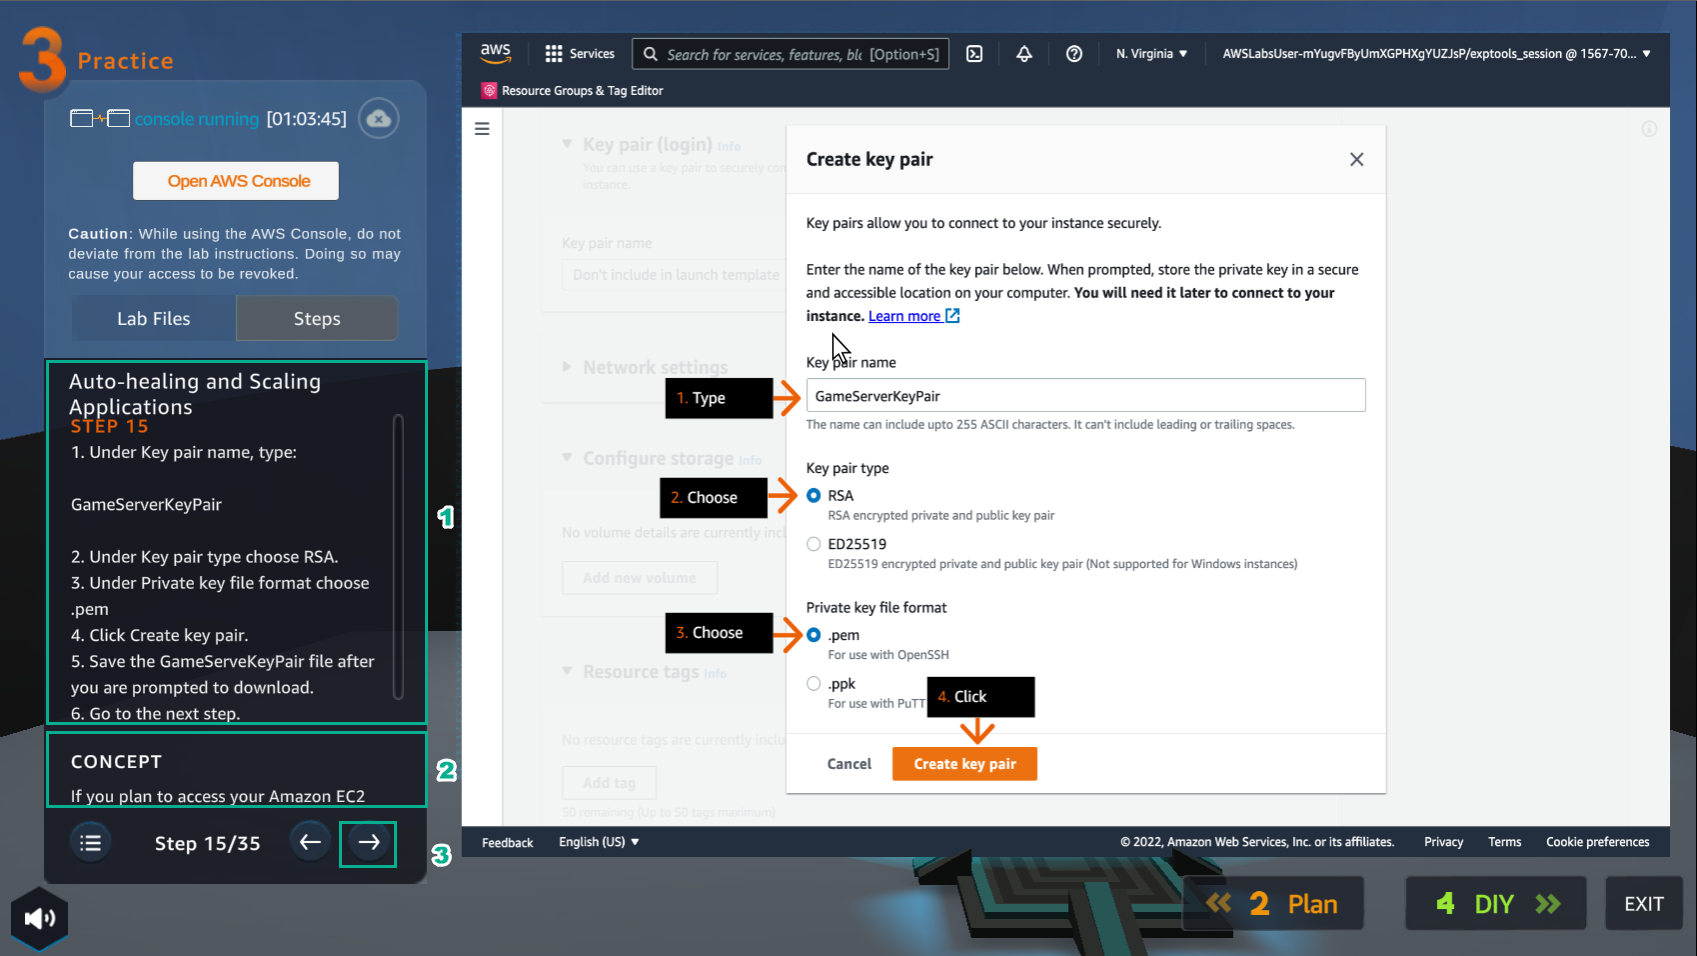 3 Practice
console running [01:03:45]
Open AWS Console
Caution: While using the AWS Console, do not
deviate from the lab instructions. Doing so may
cause your access to be revoked.
Lab Files
Steps
Auto-healing and Scaling
Applications
STEP 15
1. Under Key pair name, type:
GameServerKeyPair
2. Under Key pair type choose RSA.
3. Under Private key file format choose
.pem
4. Click Create key pair.
5. Save the GameServeKeyPair file after
you are prompted to download.
6. Go to the next step.
1
CONCEPT
If you plan to access your Amazon EC2
2
Step 15/35
3
aws
Services
Search for services, features, blo [Option+S]
N. Virginia
AWSLabsUser-mYugvFByUmXGPHXgYUZJsP/exptools_session @ 1567-70...
Resource Groups & Tag Editor
Key pair (login) Info
You can use a key pair to securely con
instance.
Key pair name
Don't include in launch template
Network settings
Configure storage Info
No volume details are currently incl
Add new volume
Resource tags Info
No resource tags are currently inclu
Add tag
50 remaining (Up to 50 tags maximum)
Create key pair
Key pairs allow you to connect to your instance securely.
Enter the name of the key pair below. When prompted, store the private key in a secure
and accessible location on your computer. You will need it later to connect to your
instance. Learn more
Key pair name
1. Type
GameServerKeyPair
The name can include upto 255 ASCII characters. It can't include leading or trailing spaces.
Key pair type
2. Choose
RSA
RSA encrypted private and public key pair
ED25519
ED25519 encrypted private and public key pair (Not supported for Windows instances)
Private key file format
3. Choose
.pem
For use with OpenSSH
.ppk
For use with PuTT
4. Click
Cancel
Create key pair
Feedback
English (US)
© 2022, Amazon Web Services, Inc. or its affiliates.
Privacy
Terms
Cookie preferences
2 Plan
4 DIY
EXIT